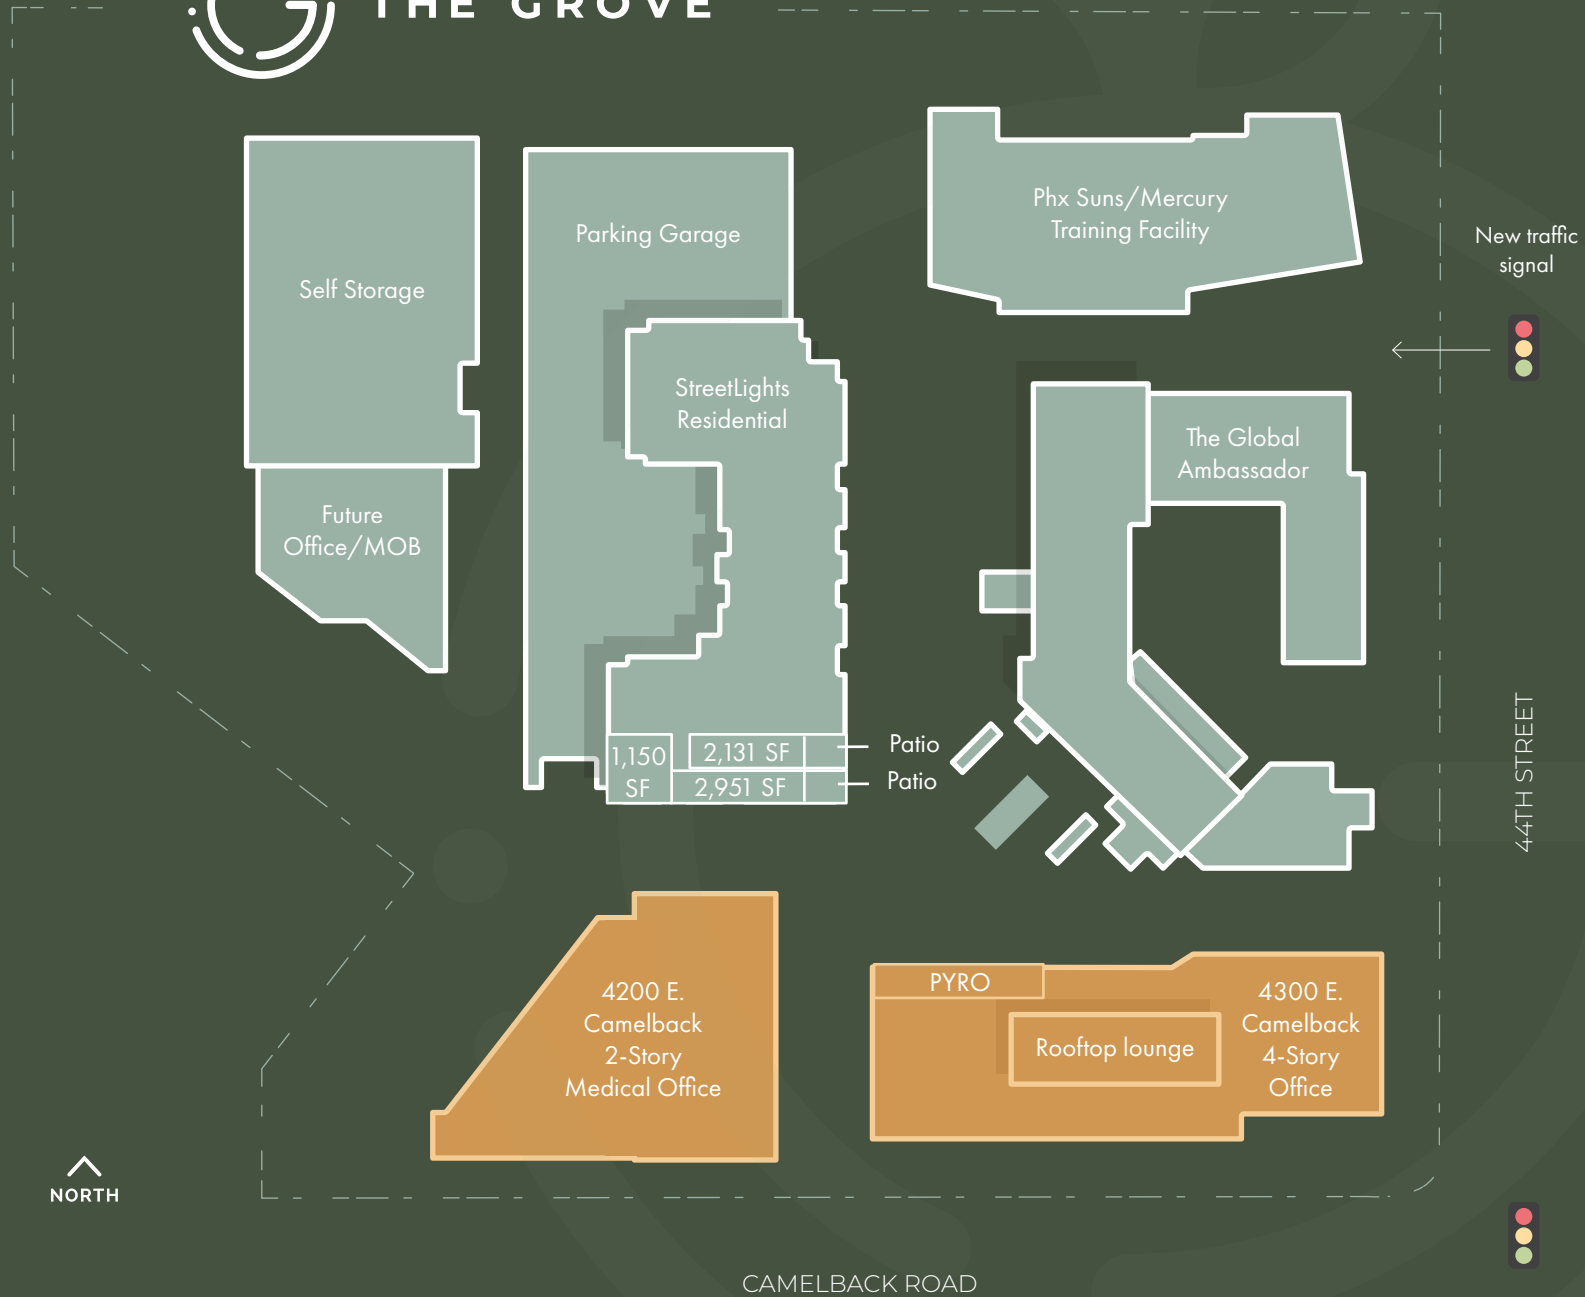 THE GROVE
Phx Suns/Mercury
Training Facility
Parking Garage
New traffic
signal
Self Storage
StreetLights
Residential
The Global
Ambassador
Future
Office/MOB
44TH STREET
1,150
SF
2,131 SF
Patio
2,951 SF
Patio
4200 E.
Camelback
2-Story
Medical Office
PYRO
Rooftop lounge
4300 E.
Camelback
4-Story
Office
NORTH
CAMELBACK ROAD